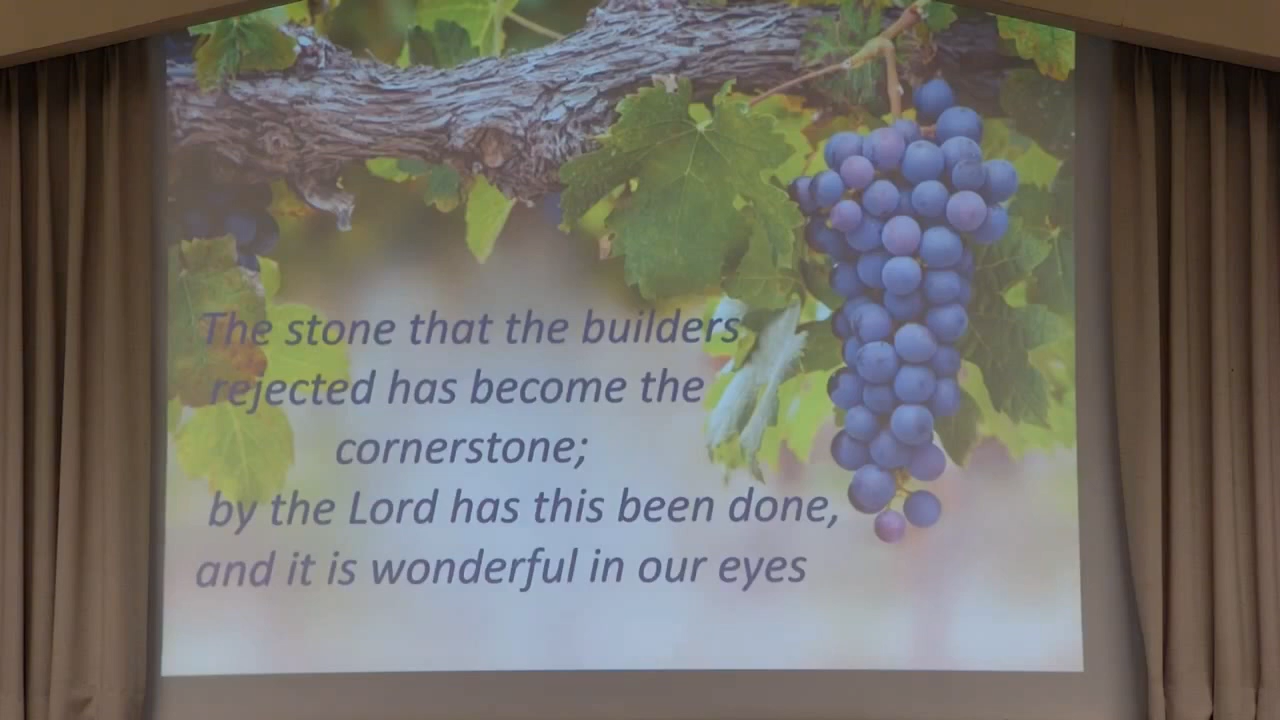 The stone that the builders
rejected has become the
cornerstone;
by the Lord has this been done,
and it is wonderful in our eyes